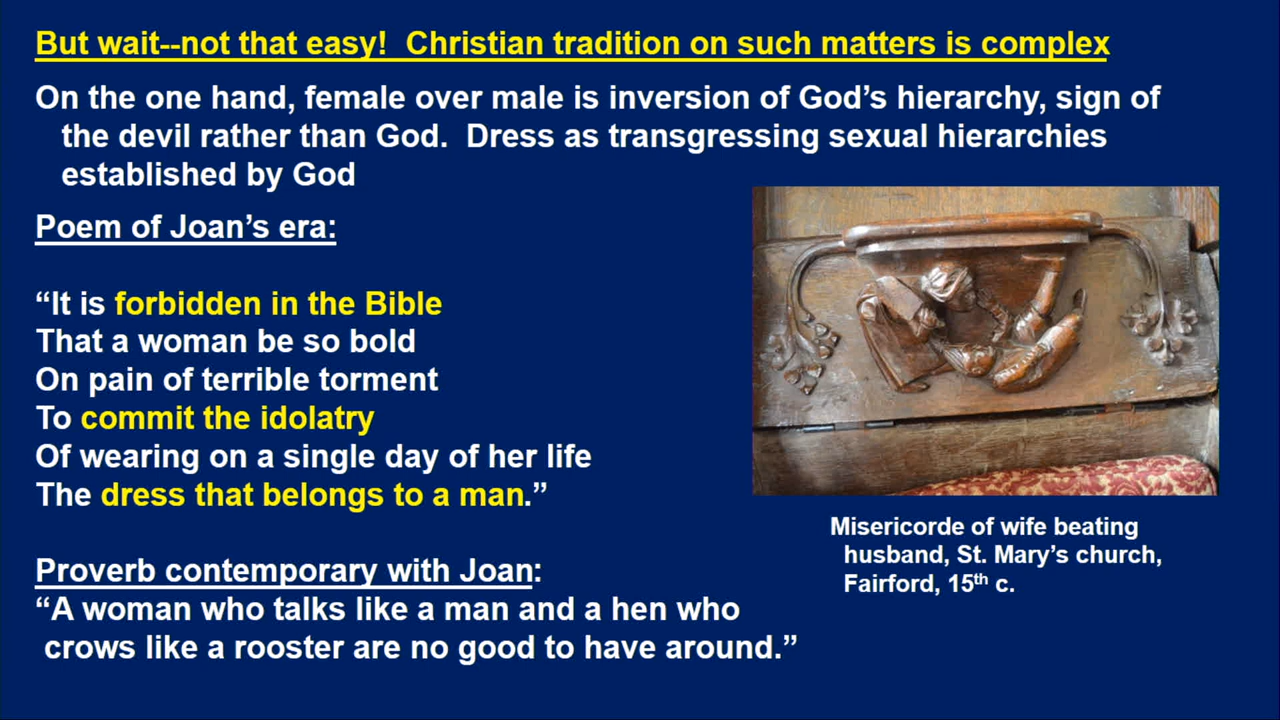 But wait--not that easy!  Christian tradition on such matters is complex
On the one hand, female over male is inversion of God’s hierarchy, sign of
the devil rather than God.  Dress as transgressing sexual hierarchies
established by God
Poem of Joan’s era:
“It is forbidden in the Bible
That a woman be so bold
On pain of terrible torment
To commit the idolatry
Of wearing on a single day of her life
The dress that belongs to a man.”
Proverb contemporary with Joan:
“A woman who talks like a man and a hen who
crows like a rooster are no good to have around.”
Misericorde of wife beating
husband, St. Mary’s church,
Fairford, 15th c.